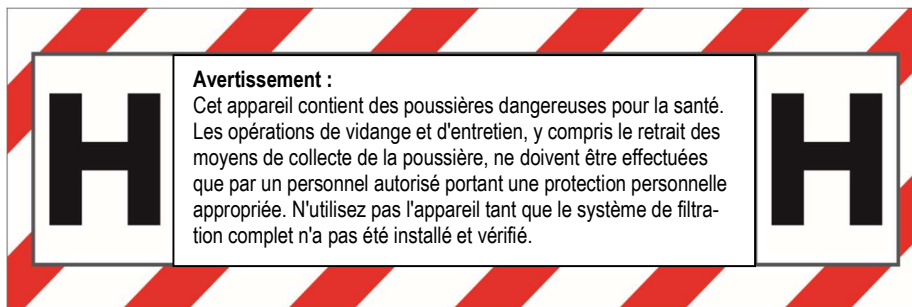 H
Avertissement :
Cet appareil contient des poussières dangereuses pour la santé.
Les opérations de vidange et d'entretien, y compris le retrait des
moyens de collecte de la poussière, ne doivent être effectuées
que par un personnel autorisé portant une protection personnelle
appropriée. N'utilisez pas l'appareil tant que le système de filtra-
tion complet n'a pas été installé et vérifié.
H